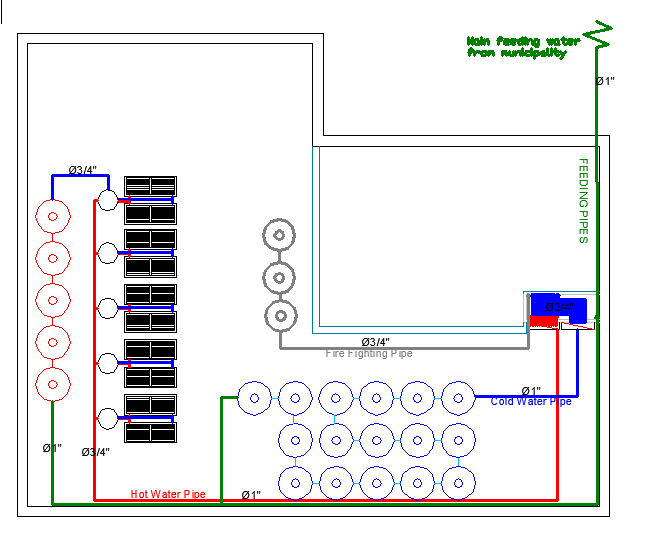 Main feeding water
from municipality
Ø1"
FEEDING PIPES
Ø3/4"
Ø3/4"
Ø3/4"
Fire Fighting Pipe
Ø1"
Cold Water Pipe
Ø1"
Ø3/4"
Hot Water Pipe
Ø1"